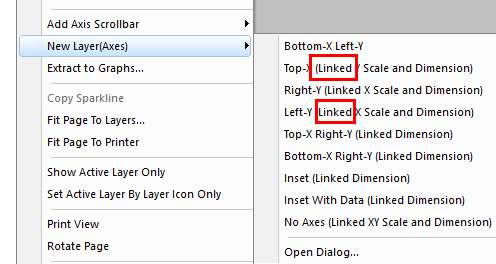 Add Axis Scrollbar
New Layer(Axes)
Extract to Graphs...
Copy Sparkline
Fit Page To Layers...
Fit Page To Printer
Show Active Layer Only
Set Active Layer By Layer Icon Only
Print View
Rotate Page
Bottom-X Left-Y
Top-X (Linked Y Scale and Dimension)
Right-Y (Linked X Scale and Dimension)
Left-Y (Linked X Scale and Dimension)
Top-X Right-Y (Linked Dimension)
Bottom-X Right-Y (Linked Dimension)
Inset (Linked Dimension)
Inset With Data (Linked Dimension)
No Axes (Linked XY Scale and Dimension)
Open Dialog...